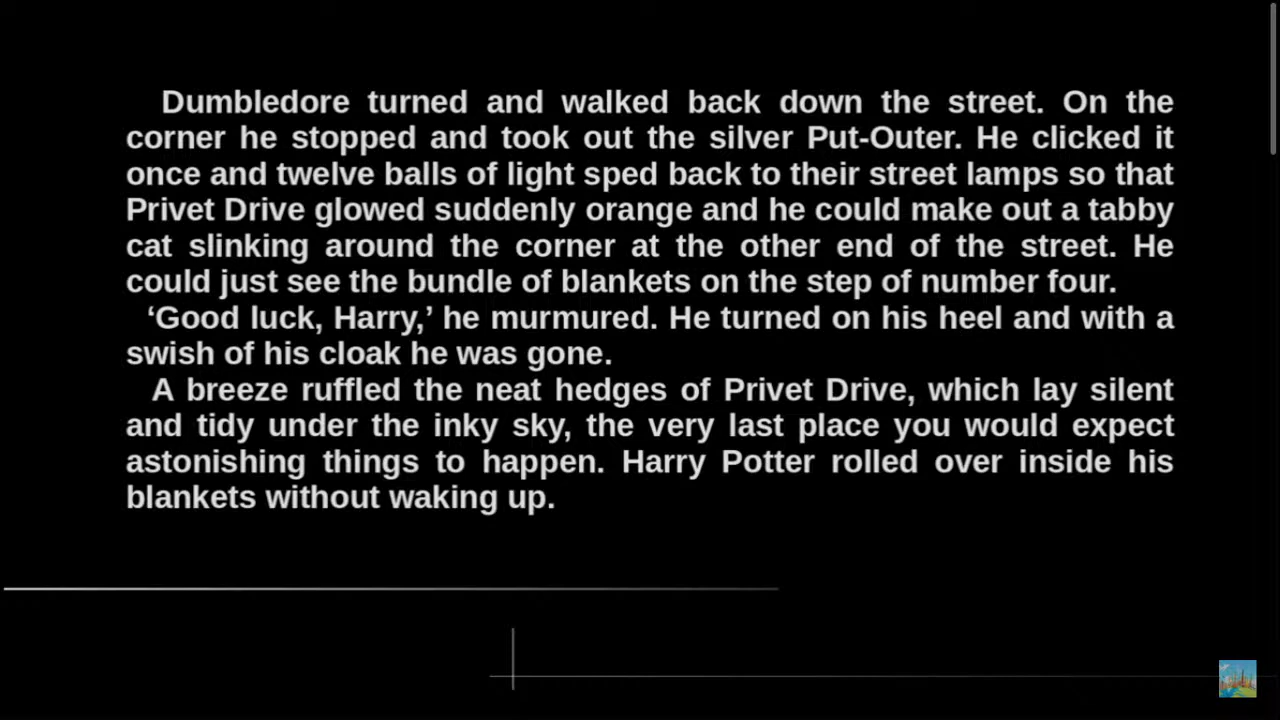 Dumbledore turned and walked back down the street. On the
corner he stopped and took out the silver Put-Outer. He clicked it
once and twelve balls of light sped back to their street lamps so that
Privet Drive glowed suddenly orange and he could make out a tabby
cat slinking around the corner at the other end of the street. He
could just see the bundle of blankets on the step of number four.
‘Good luck, Harry,’ he murmured. He turned on his heel and with a
swish of his cloak he was gone.
A breeze ruffled the neat hedges of Privet Drive, which lay silent
and tidy under the inky sky, the very last place you would expect
astonishing things to happen. Harry Potter rolled over inside his
blankets without waking up.